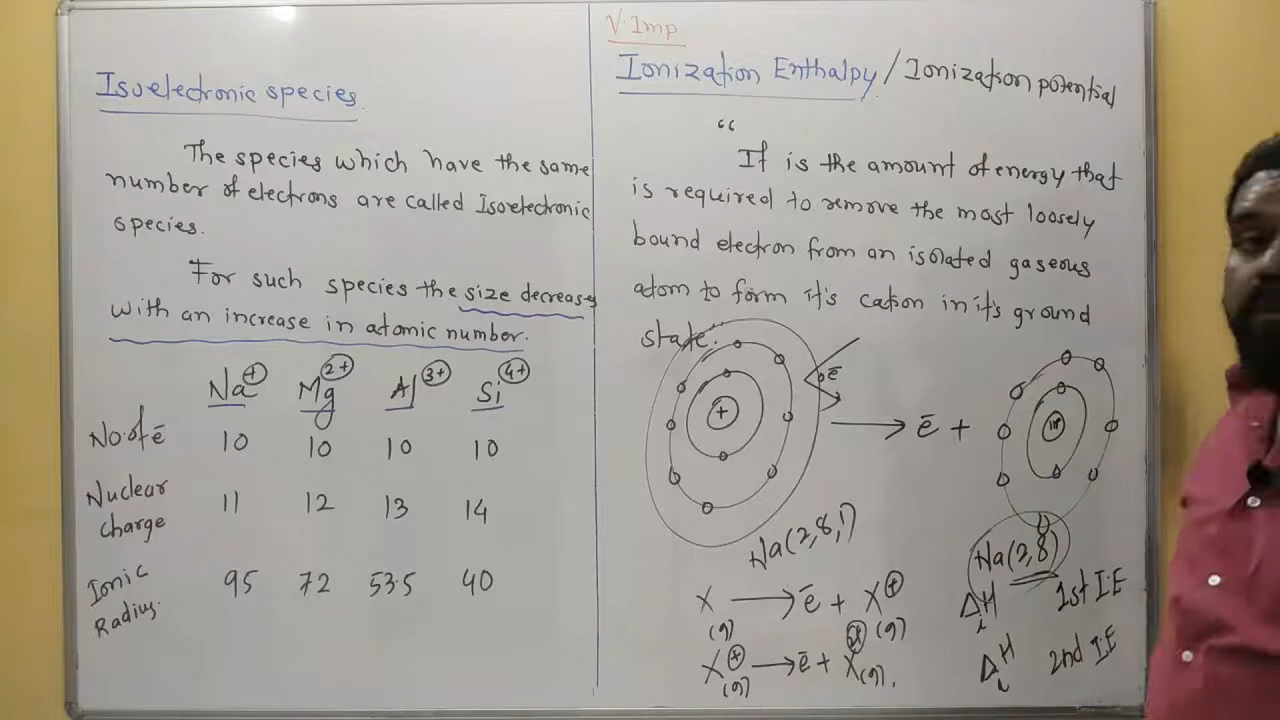 Isoelectronic species.
The species which have the same
number of electrons are called Isoelectronic
species.
For such species the size decreases
with an increase in atomic number.
Na⁺ Mg²⁺ Al³⁺ Si⁴⁺
No. of ē 10 10 10 10
Nuclear charge 11 12 13 14
Ionic Radius. 95 72 53.5 40
V. Imp
Ionization Enthalpy / Ionization potential
“
It is the amount of energy that
is required to remove the most loosely
bound electron from an isolated gaseous
atom to form it's cation in it's ground
state.”
+ ē ⟶ ē +
Na (2,8,1) Na (2,8)
X(g) ⟶ ē + X⁺(g) ΔᵢH 1st I.E
X⁺(g) ⟶ ē + X²⁺(g). ΔᵢH 2nd I.E